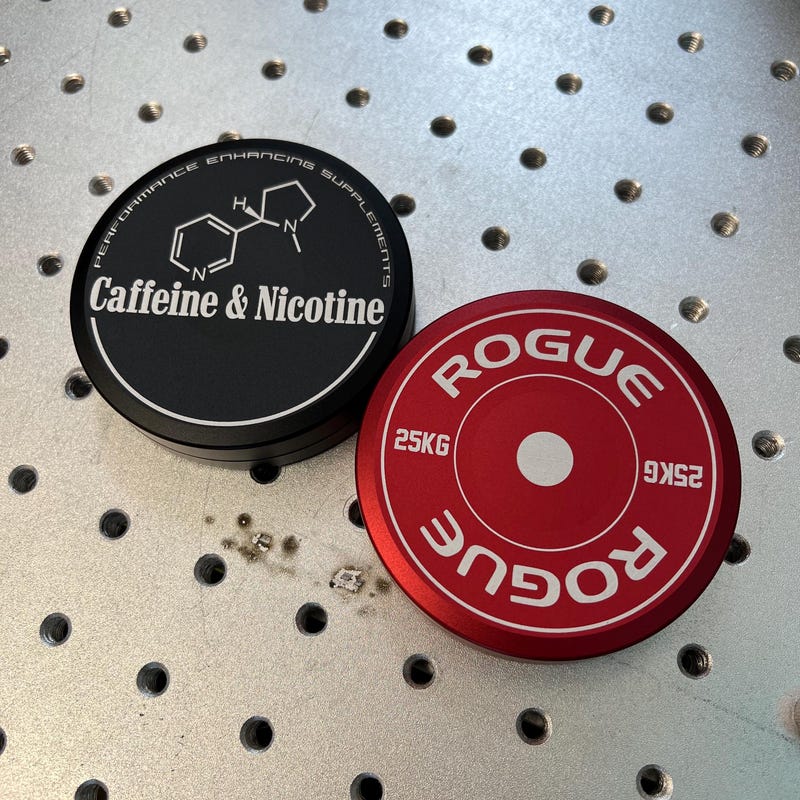 PERFORMANCE ENHANCING SUPPLEMENTS
H
N
N
Caffeine & Nicotine
ROGUE
25KG
25KG
ROGUE